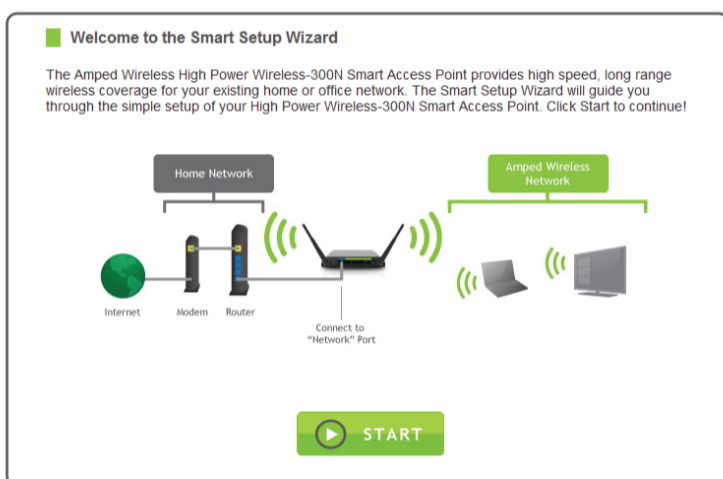 Welcome to the Smart Setup Wizard
The Amped Wireless High Power Wireless-300N Smart Access Point provides high speed, long range
wireless coverage for your existing home or office network. The Smart Setup Wizard will guide you
through the simple setup of your High Power Wireless-300N Smart Access Point. Click Start to continue!
Home Network
Amped Wireless
Network
Internet
Modem
Router
Connect to
"Network" Port
START